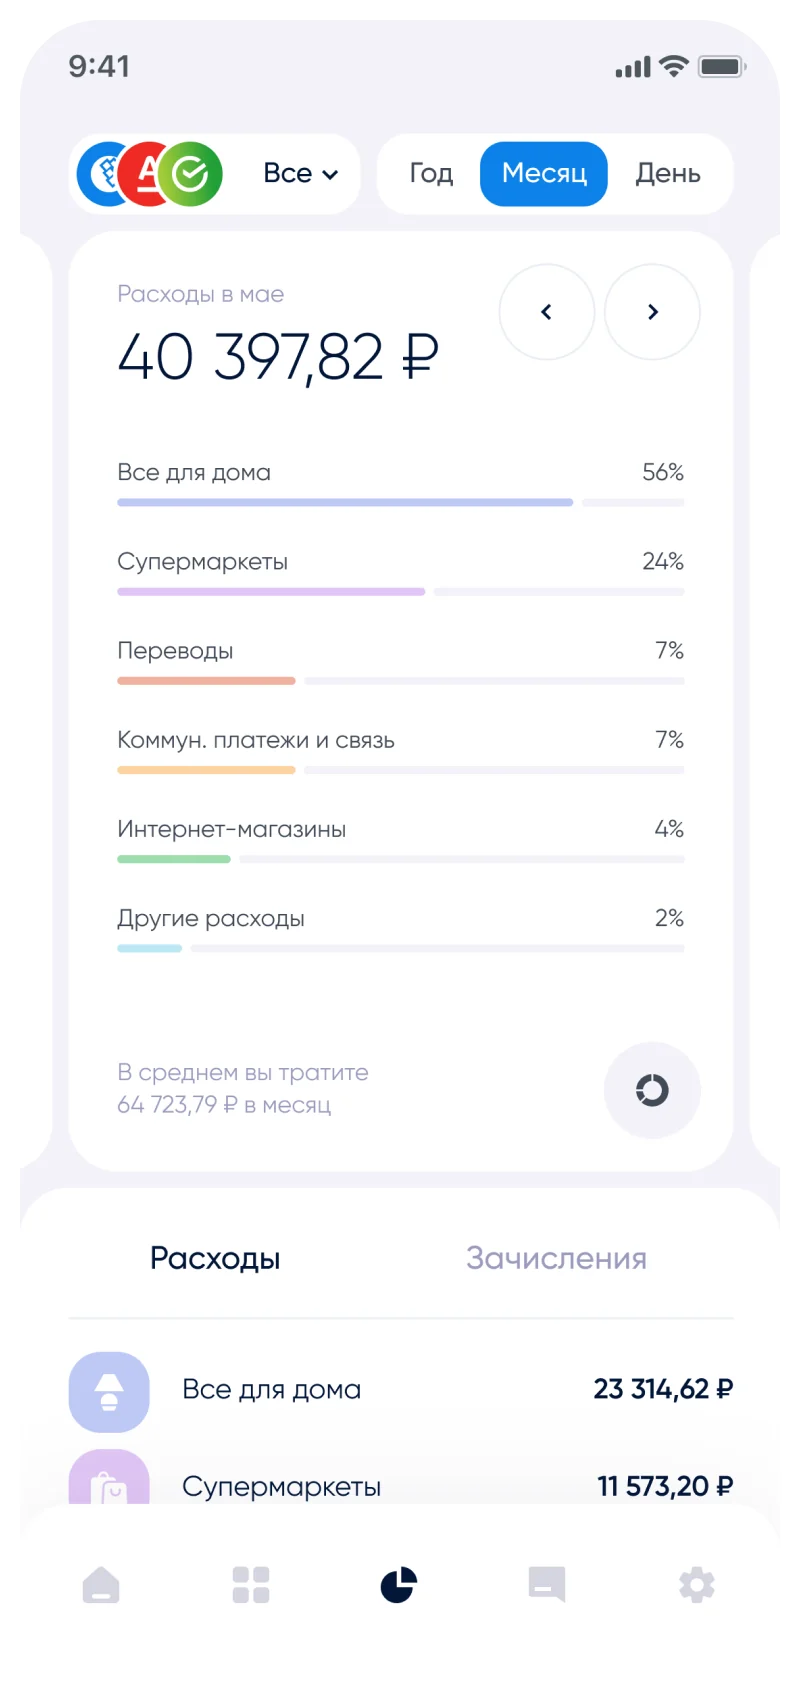 9:41
Все
Год Месяц День
Расходы в мае
40 397,82 ₽
Все для дома 56%
Супермаркеты 24%
Переводы 7%
Коммун. платежи и связь 7%
Интернет-магазины 4%
Другие расходы 2%
В среднем вы тратите
64 723,79 ₽ в месяц
Расходы Зачисления
Все для дома 23 314,62 ₽
Супермаркеты 11 573,20 ₽